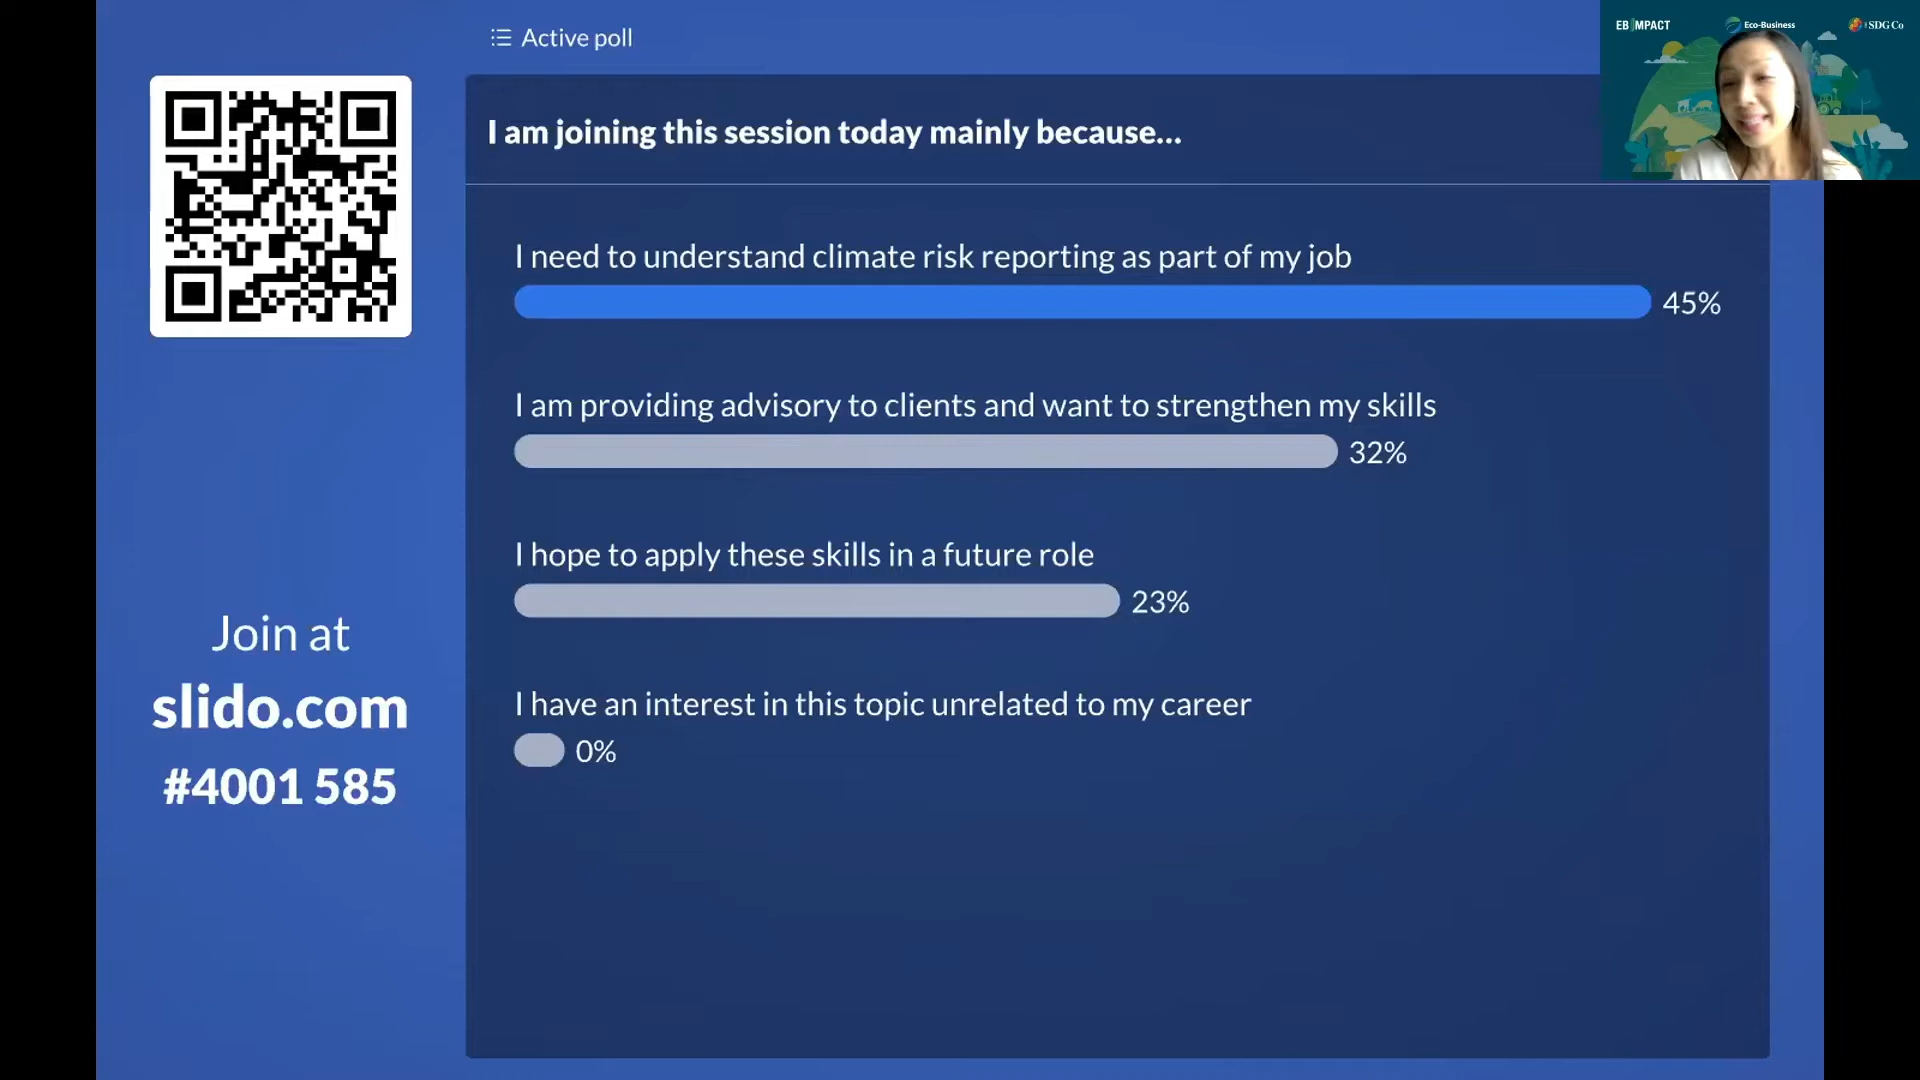 Active poll
I am joining this session today mainly because...
I need to understand climate risk reporting as part of my job
45%
I am providing advisory to clients and want to strengthen my skills
32%
I hope to apply these skills in a future role
23%
I have an interest in this topic unrelated to my career
0%
Join at
slido.com
#4001 585
EB IMPACT
Eco-Business
THE SDG Co